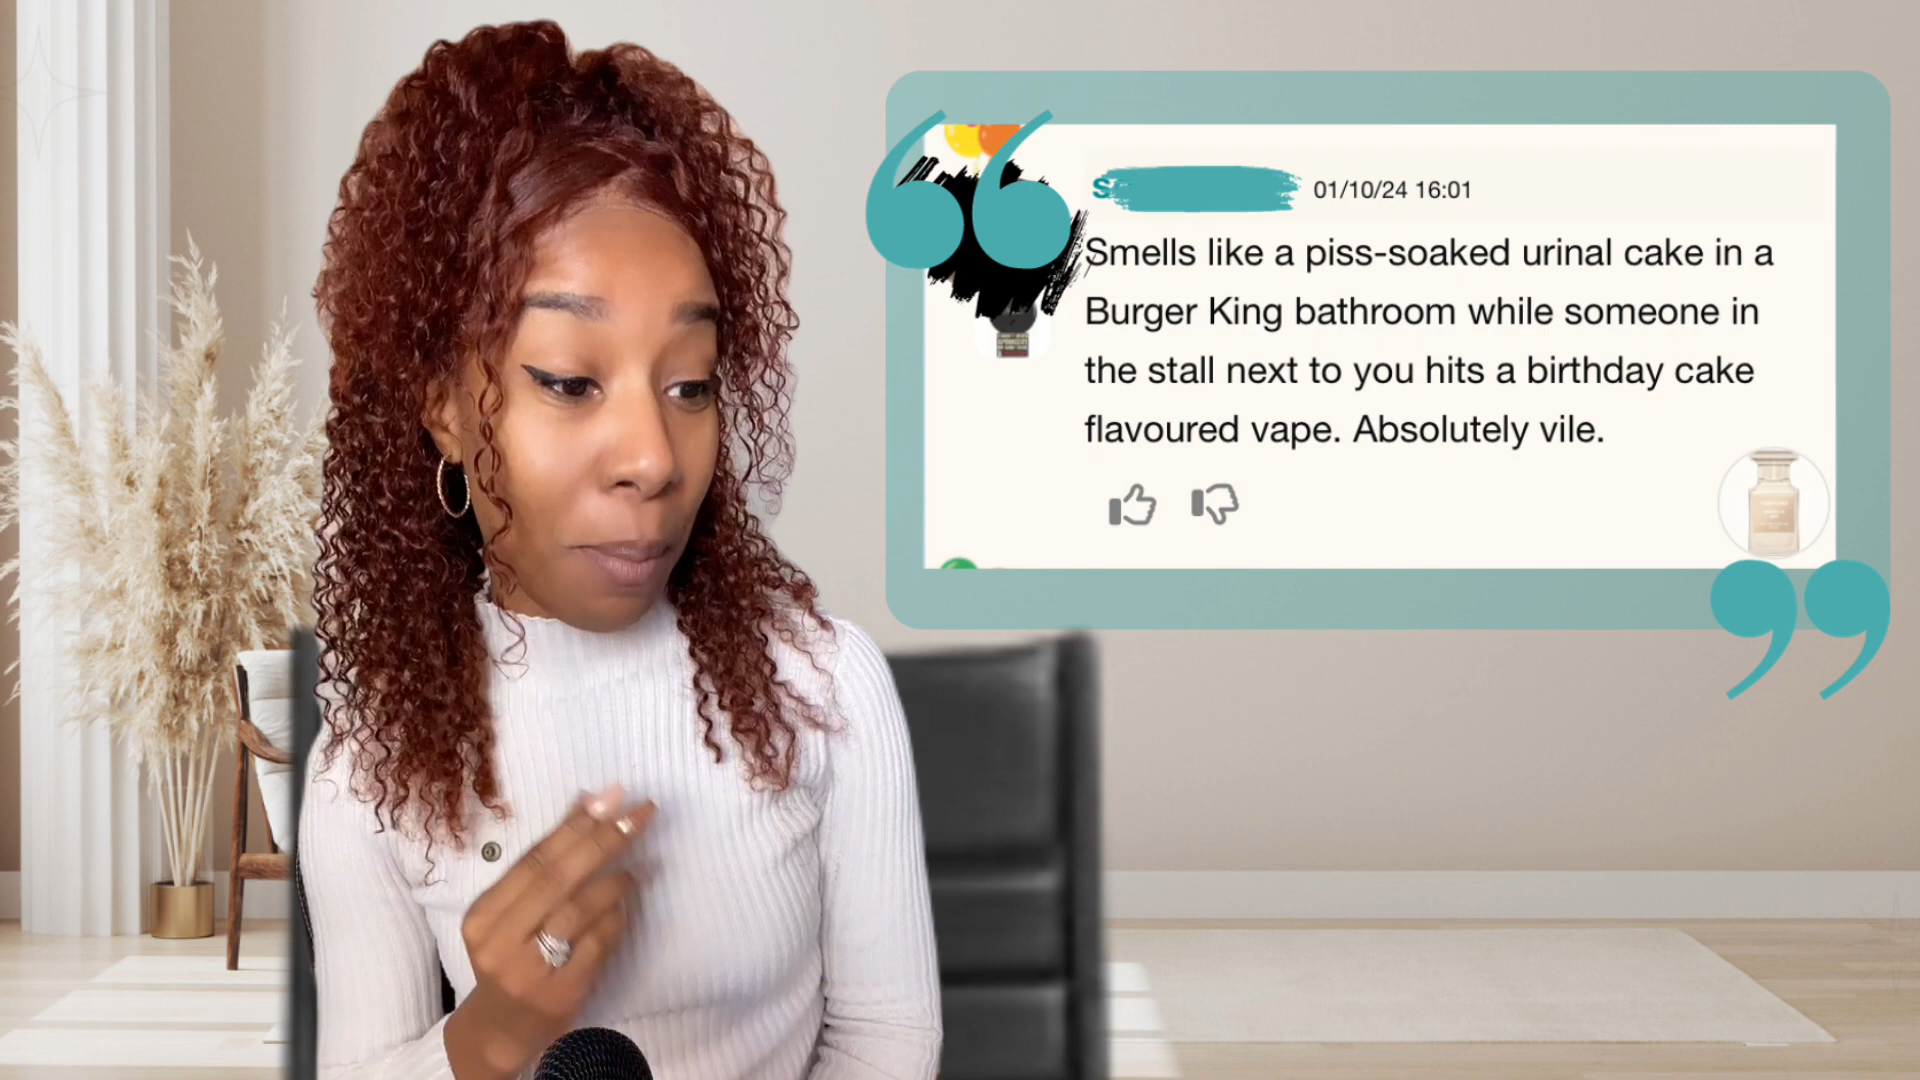 S
01/10/24 16:01
Smells like a piss-soaked urinal cake in a
Burger King bathroom while someone in
the stall next to you hits a birthday cake
flavoured vape. Absolutely vile.